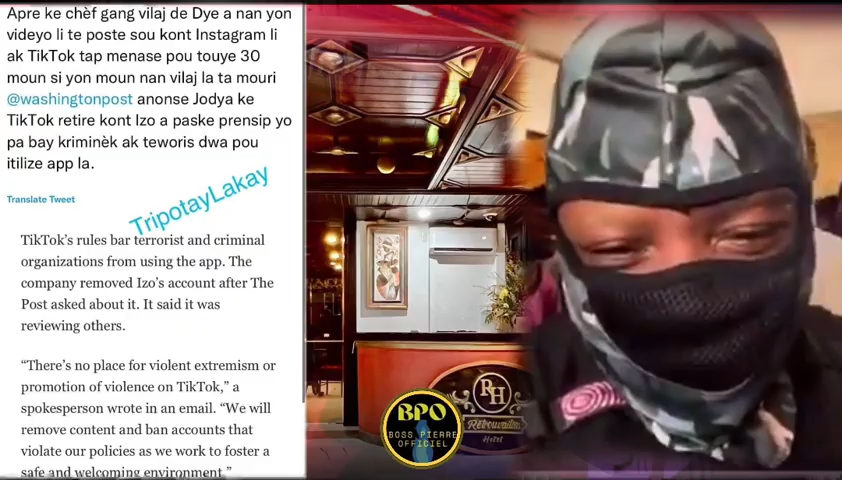 Apre ke chèf gang vilaj de Dye a nan yon
videyo li te poste sou kont Instagram li
ak TikTok tap menase pou touye 30
moun si yon moun nan vilaj la ta mouri
@washingtonpost anonse Jodya ke
TikTok retire kont Izo a paske prensip yo
pa bay kriminèk ak teworis dwa pou
itilize app la.
Translate Tweet
TripotayLakay
TikTok's rules bar terrorist and criminal
organizations from using the app. The
company removed Izo's account after The
Post asked about it. It said it was
reviewing others.
“There's no place for violent extremism or
promotion of violence on TikTok,” a
spokesperson wrote in an email. “We will
remove content and ban accounts that
violate our policies as we work to foster a
safe and welcoming environment.”
BPO
BOSS PIERRE
OFFICIEL
RH
Retrouvailles
Hotel